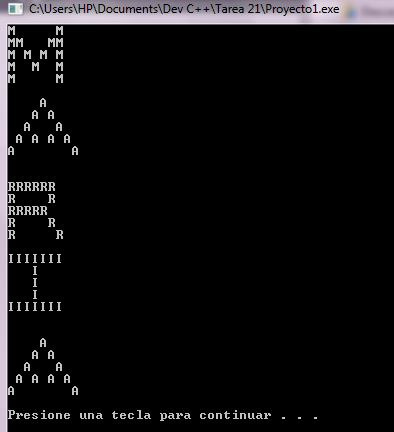 C:\Users\HP\Documents\Dev C++\Tarea 21\Proyecto1.exe
M     M
MM   MM
M M M M
M  M  M
M     M
    A
   A A
  A   A
 A A A A
A       A
RRRRRR
R    R
RRRRR
R    R
R     R
IIIIIII
   I
   I
   I
IIIIIII
    A
   A A
  A   A
 A A A A
A       A
Presione una tecla para continuar . . .